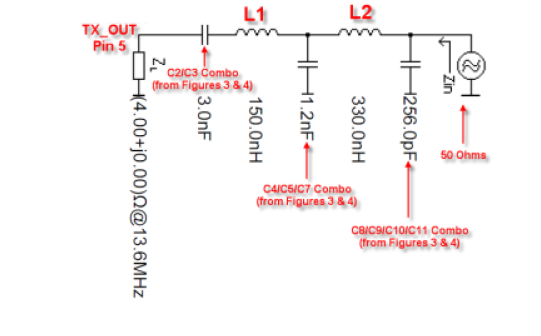 L1
L2
TX_OUT
Pin 5
ZL
C2/C3 Combo
(from Figures 3 & 4)
Zin
(4.00+j0.00)Ω@13.6MHz
3.0nF
150.0nH
1.2nF
330.0nH
256.0pF
50 Ohms
C4/C5/C7 Combo
(from Figures 3 & 4)
C8/C9/C10/C11 Combo
(from Figures 3 & 4)